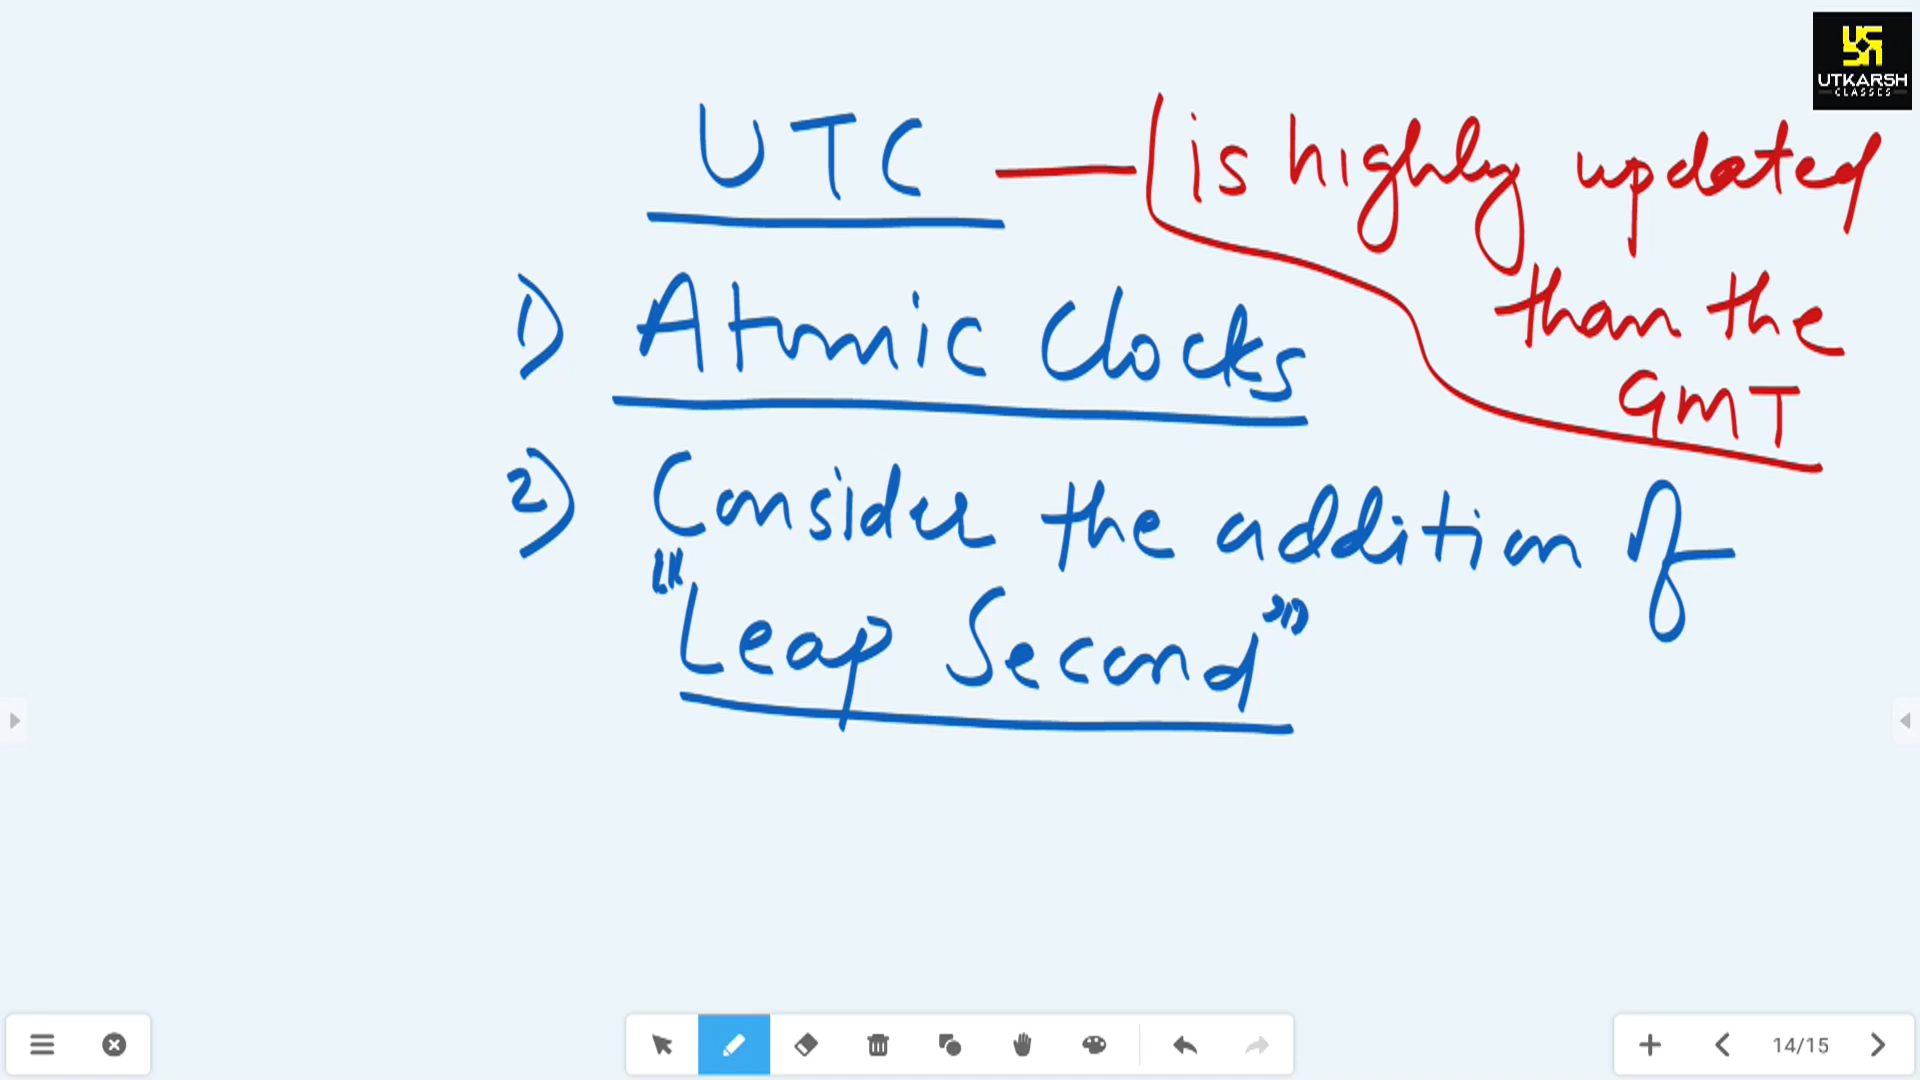 UTKARSH
CLASSES
UTC — is highly updated
than the
GMT
1) Atomic Clocks
2) Consider the addition of
"Leap Second"
14/15